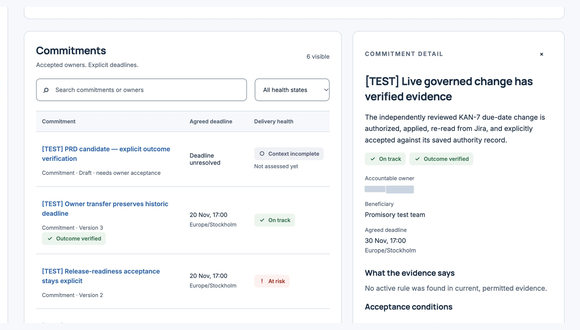 Commitments
Accepted owners. Explicit deadlines.
6 visible
Search commitments or owners
All health states
Commitment
Agreed deadline
Delivery health
[TEST] PRD candidate — explicit outcome
verification
Commitment · Draft · needs owner acceptance
Deadline
unresolved
Context incomplete
Not assessed yet
[TEST] Owner transfer preserves historic
deadline
Commitment · Version 3
Outcome verified
20 Nov, 17:00
Europe/Stockholm
On track
[TEST] Release-readiness acceptance
stays explicit
Commitment · Version 2
20 Nov, 17:00
Europe/Stockholm
! At risk
COMMITMENT DETAIL
×
[TEST] Live governed change has
verified evidence
The independently reviewed KAN-7 due-date change is
authorized, applied, re-read from Jira, and explicitly
accepted against its saved authority record.
On track
Outcome verified
Accountable owner
Beneficiary
Promisory test team
Agreed deadline
30 Nov, 17:00
Europe/Stockholm
What the evidence says
No active rule was found in current, permitted evidence.
Acceptance conditions